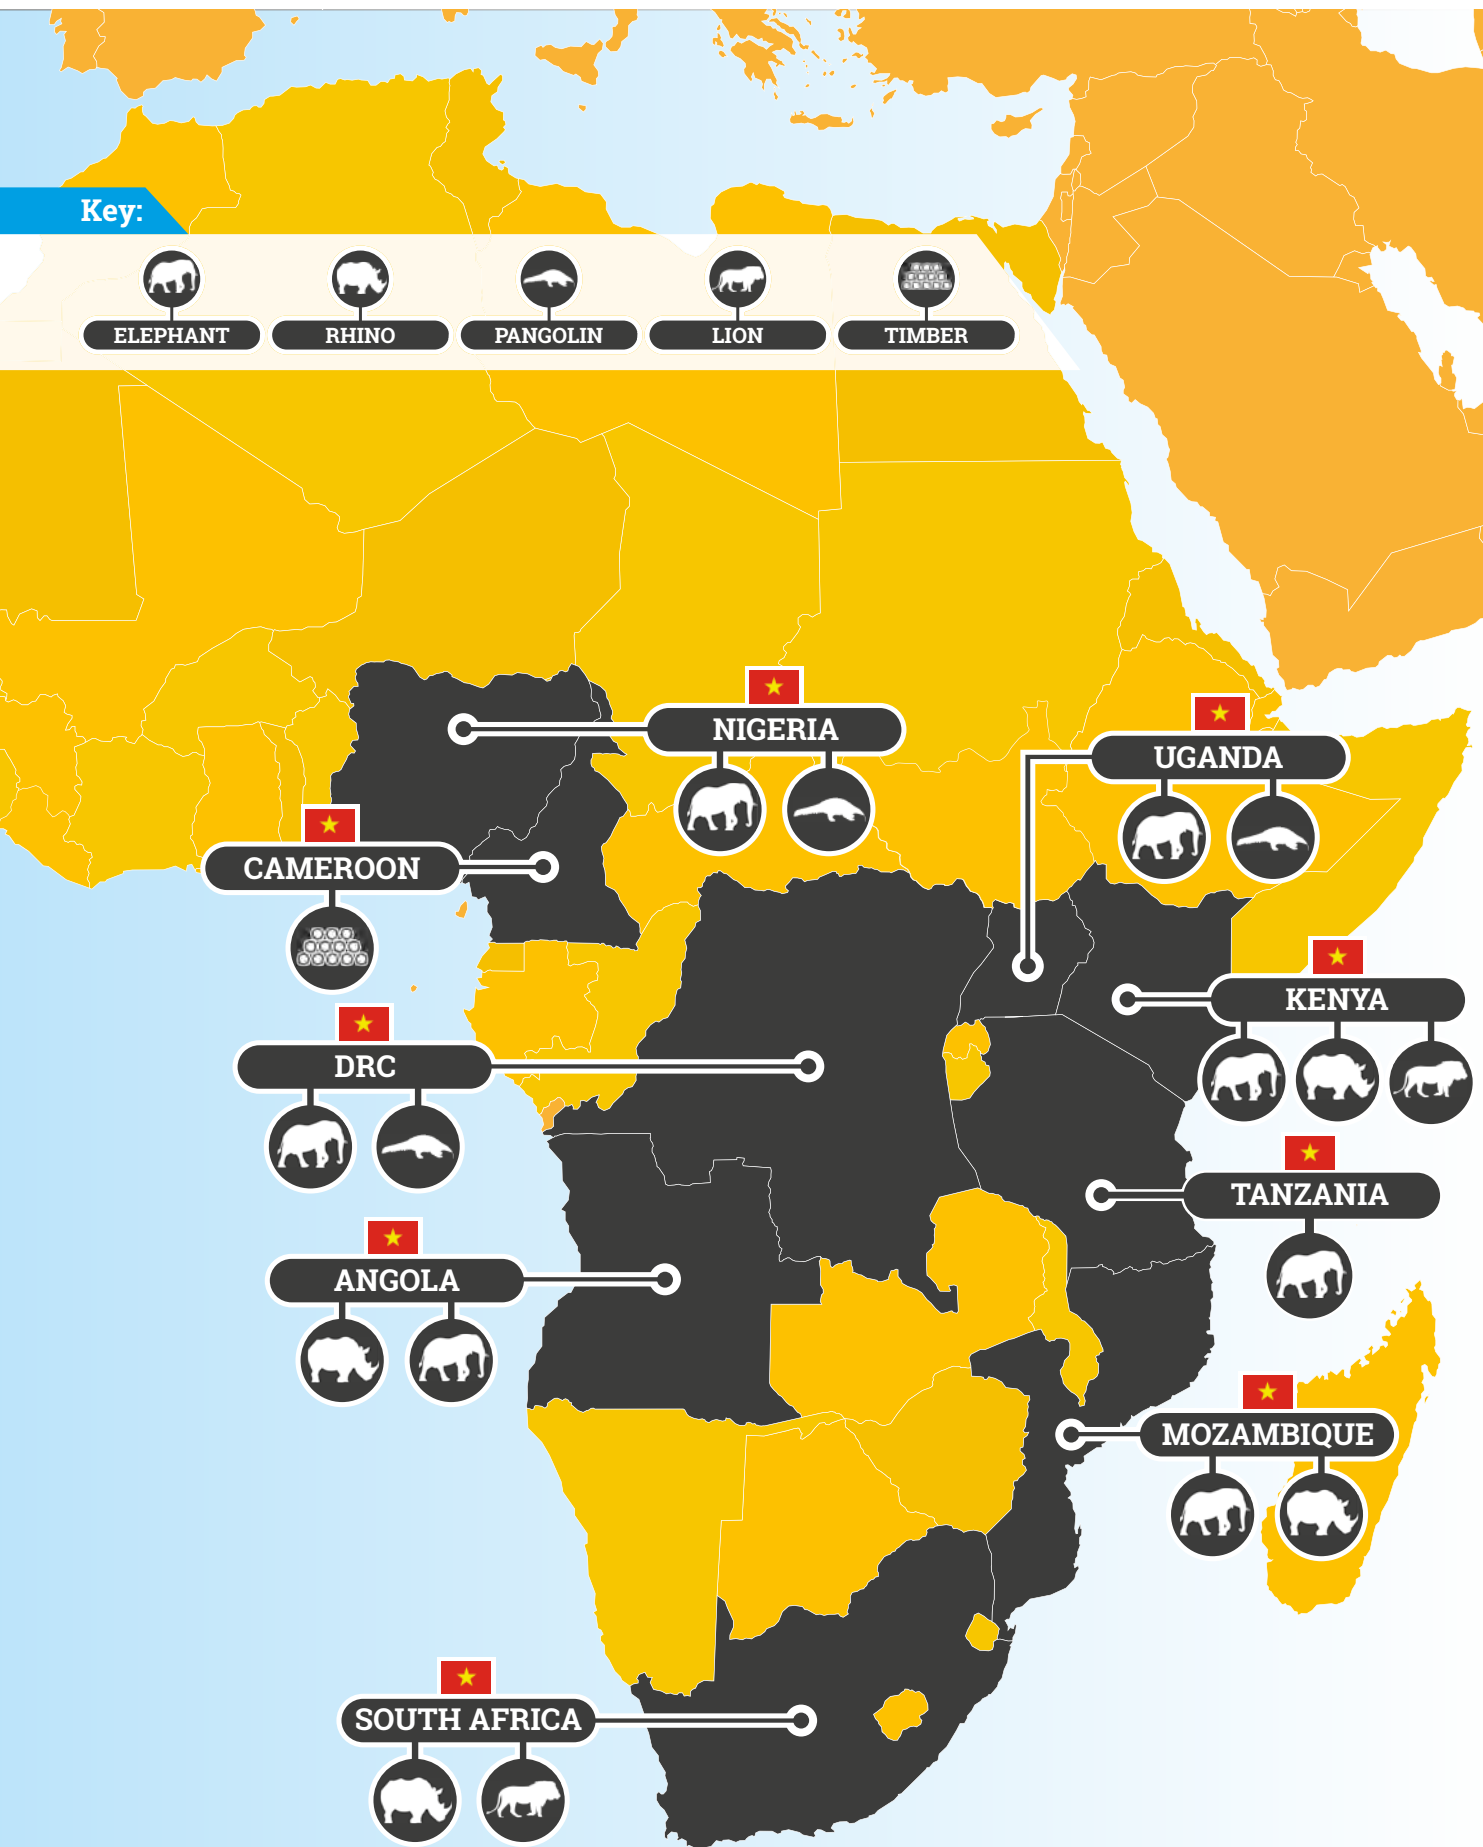 Key:
ELEPHANT
RHINO
PANGOLIN
LION
TIMBER
NIGERIA
UGANDA
CAMEROON
KENYA
DRC
TANZANIA
ANGOLA
MOZAMBIQUE
SOUTH AFRICA